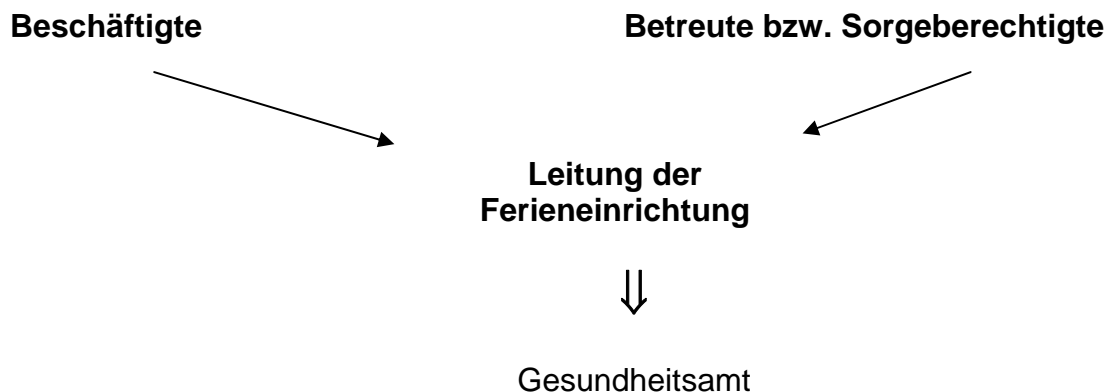 Beschäftigte
Betreute bzw. Sorgeberechtigte
Leitung der
Ferieneinrichtung
Gesundheitsamt